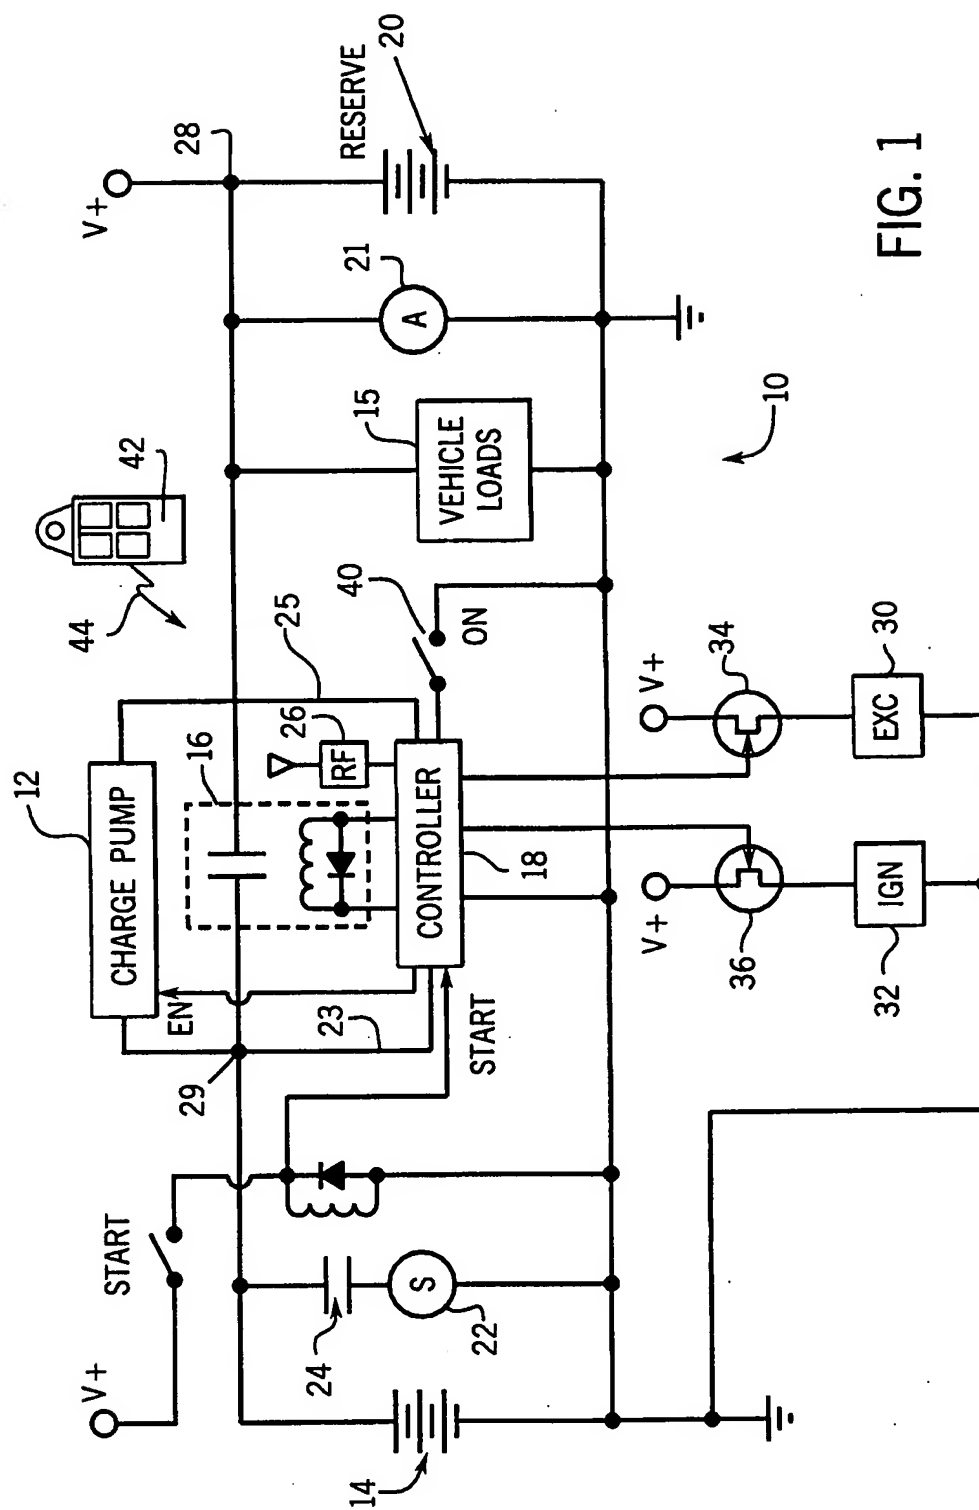 V+
START
24
14
S
22
29
EN
12
CHARGE PUMP
23
START
16
26
RF
25
CONTROLLER
18
44
42
40
ON
15
VEHICLE
LOADS
21
A
V+
28
RESERVE
20
10
V+
36
IGN
32
V+
34
EXC
30
FIG. 1